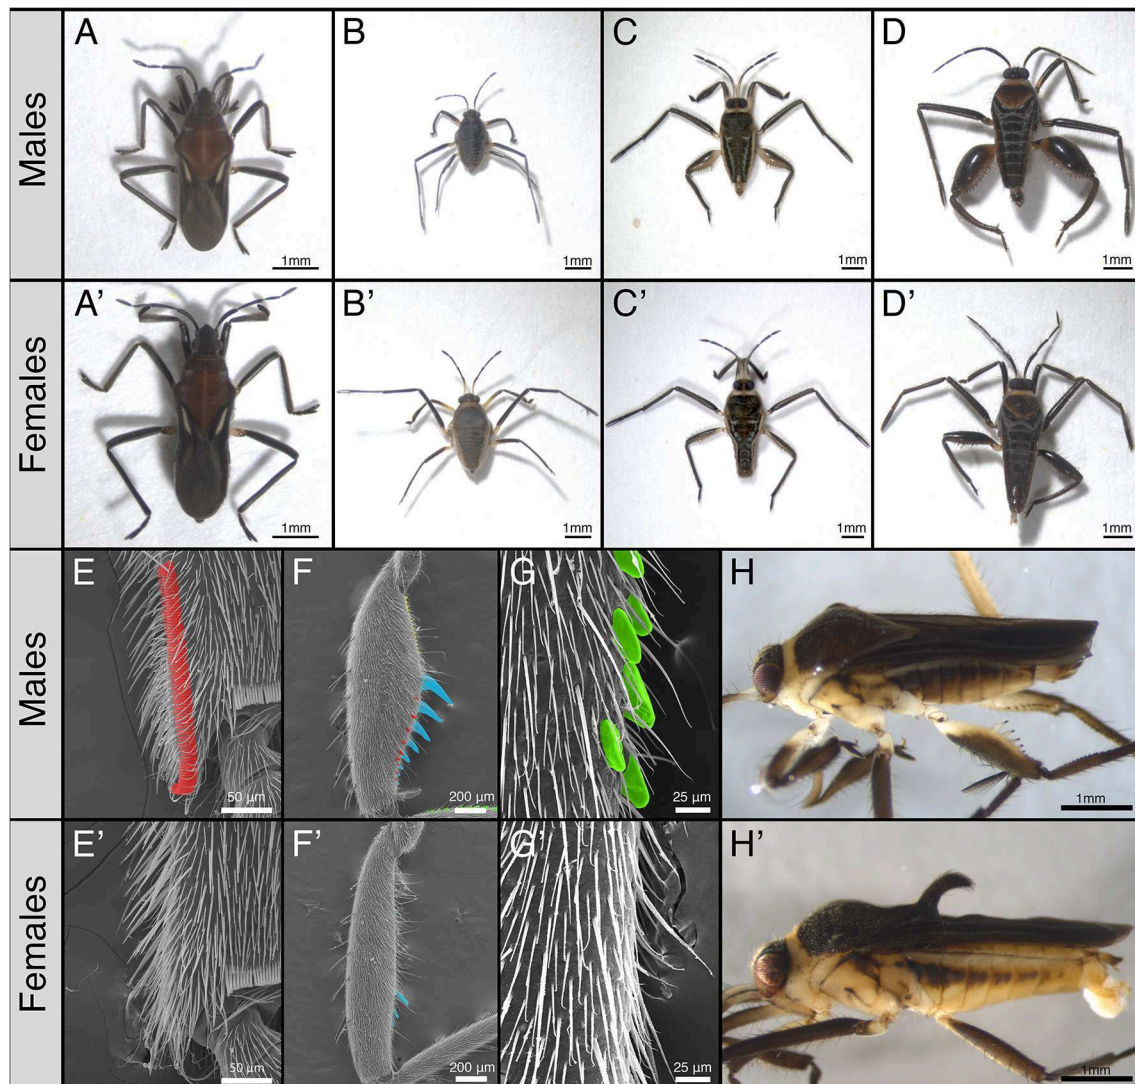 Males
A
1mm
B
1mm
C
1mm
D
1mm
Females
A’
1mm
B’
1mm
C’
1mm
D’
1mm
Males
E
50 µm
F
200 µm
G
25 µm
H
1mm
Females
E’
50 µm
F’
200 µm
G’
25 µm
H’
1mm